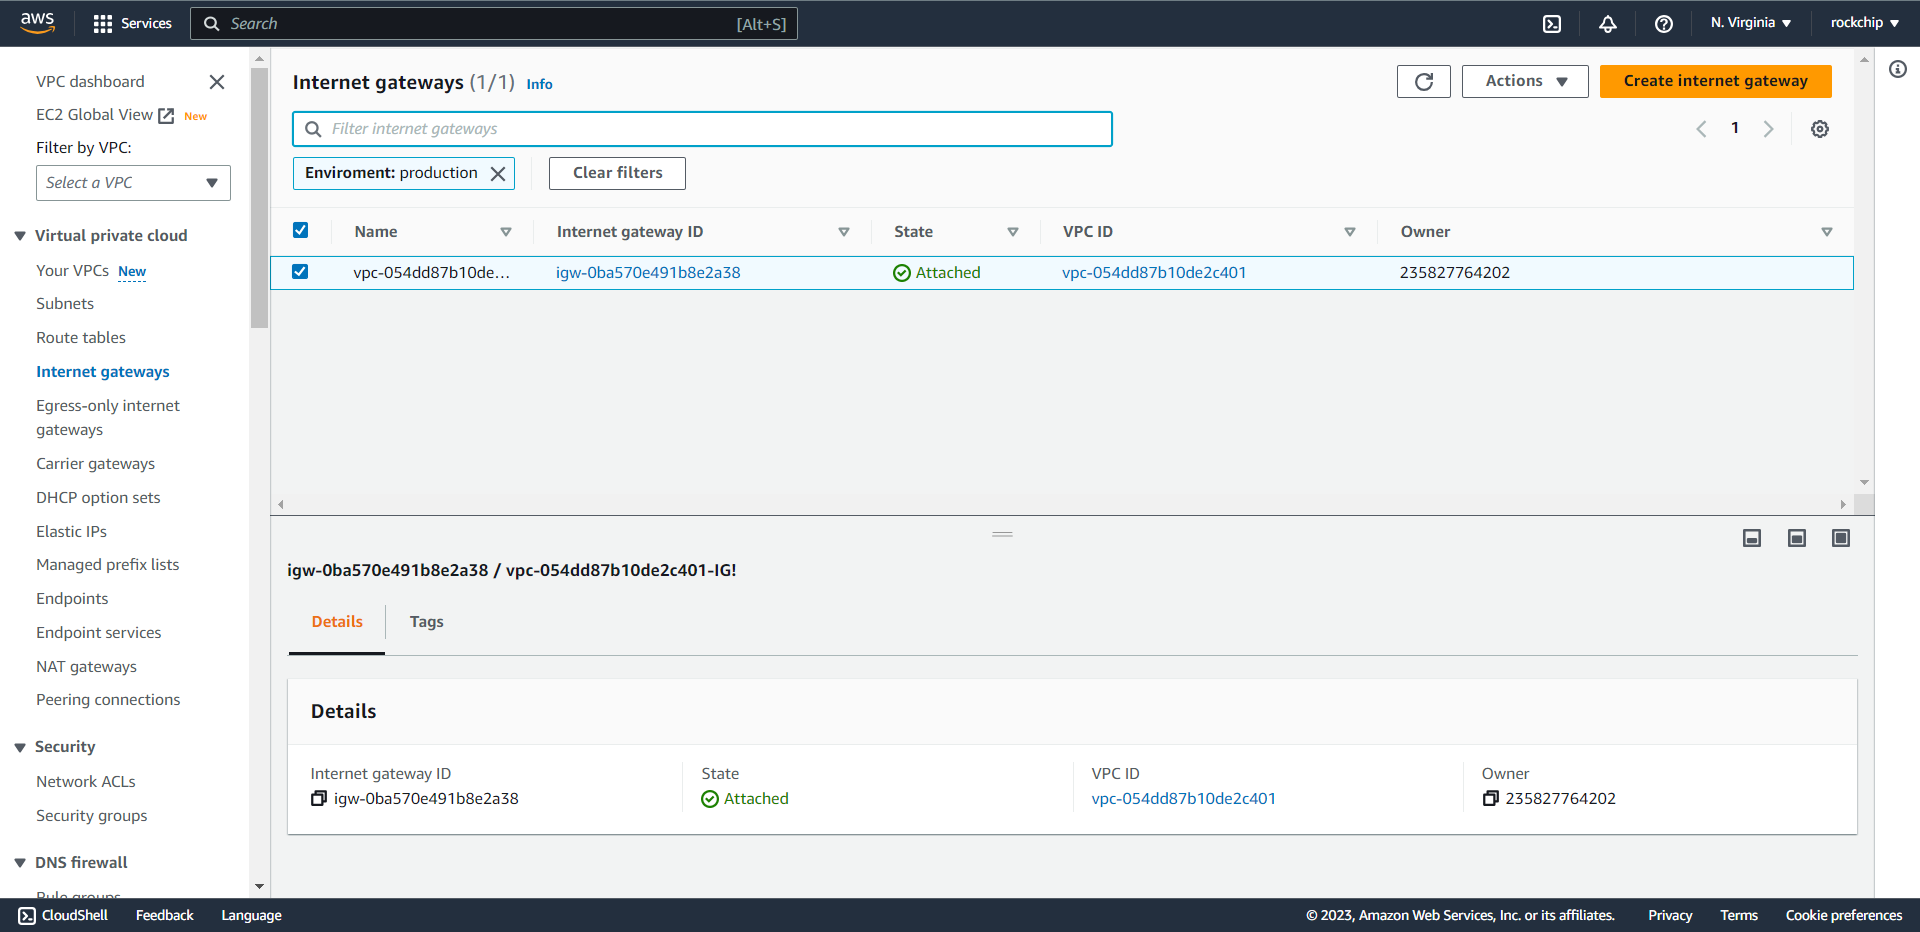 aws Services Search [Alt+S] N. Virginia rockchip
VPC dashboard
EC2 Global View New
Filter by VPC:
Select a VPC
Virtual private cloud
Your VPCs New
Subnets
Route tables
Internet gateways
Egress-only internet
gateways
Carrier gateways
DHCP option sets
Elastic IPs
Managed prefix lists
Endpoints
Endpoint services
NAT gateways
Peering connections
Security
Network ACLs
Security groups
DNS firewall
Rule groups
Internet gateways (1/1) Info
Actions
Create internet gateway
Filter internet gateways
1
Enviroment: production
Clear filters
Name Internet gateway ID State VPC ID Owner
vpc-054dd87b10de... igw-0ba570e491b8e2a38 Attached vpc-054dd87b10de2c401 235827764202
igw-0ba570e491b8e2a38 / vpc-054dd87b10de2c401-IG!
Details Tags
Details
Internet gateway ID State VPC ID Owner
igw-0ba570e491b8e2a38 Attached vpc-054dd87b10de2c401 235827764202
CloudShell Feedback Language © 2023, Amazon Web Services, Inc. or its affiliates. Privacy Terms Cookie preferences